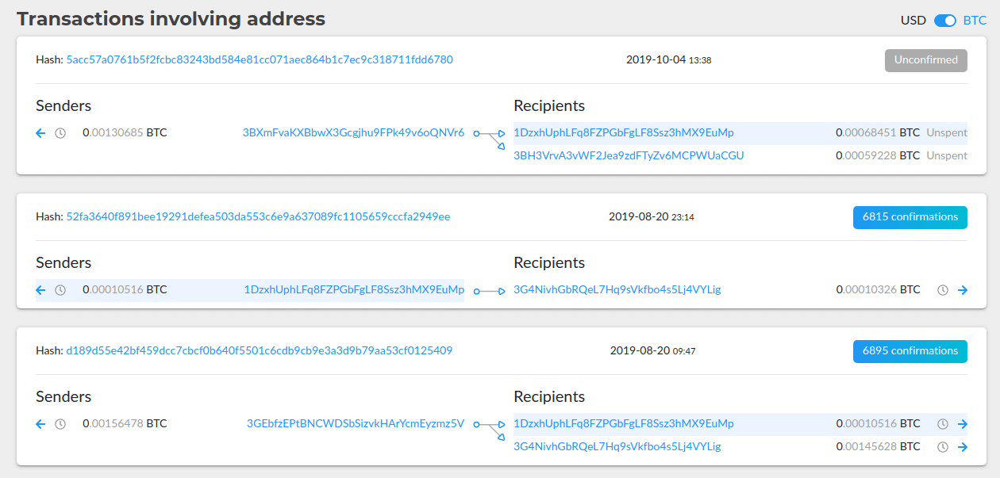 Transactions involving address
USD BTC
Hash: 5acc57a0761b5f2fcbc83243bd584e81cc071aec864b1c7ec9c318711fdd6780 2019-10-04 13:38 Unconfirmed
Senders Recipients
0.00130685 BTC 3BXmFvaKXBbwX3Gcgjhu9FPk49v6oQNVr6 1DzxhUphLFq8FZPGbFgLF8Ssz3hMX9EuMp 0.00068451 BTC Unspent
3BH3VrvA3vWF2Jea9zdFTyZv6MCPWUaCGU 0.00059228 BTC Unspent
Hash: 52fa3640f891bee19291defea503da553c6e9a637089fc1105659cccfa2949ee 2019-08-20 23:14 6815 confirmations
Senders Recipients
0.00010516 BTC 1DzxhUphLFq8FZPGbFgLF8Ssz3hMX9EuMp 3G4NivhGbRQeL7Hq9sVkfbo4s5Lj4VYLig 0.00010326 BTC
Hash: d189d55e42bf459dcc7cbcf0b640f5501c6cdb9cb9e3a3d9b79aa53cf0125409 2019-08-20 09:47 6895 confirmations
Senders Recipients
0.00156478 BTC 3GEbfzEPtBNCWDSbSizvkHArYcmEyzmz5V 1DzxhUphLFq8FZPGbFgLF8Ssz3hMX9EuMp 0.00010516 BTC
3G4NivhGbRQeL7Hq9sVkfbo4s5Lj4VYLig 0.00145628 BTC